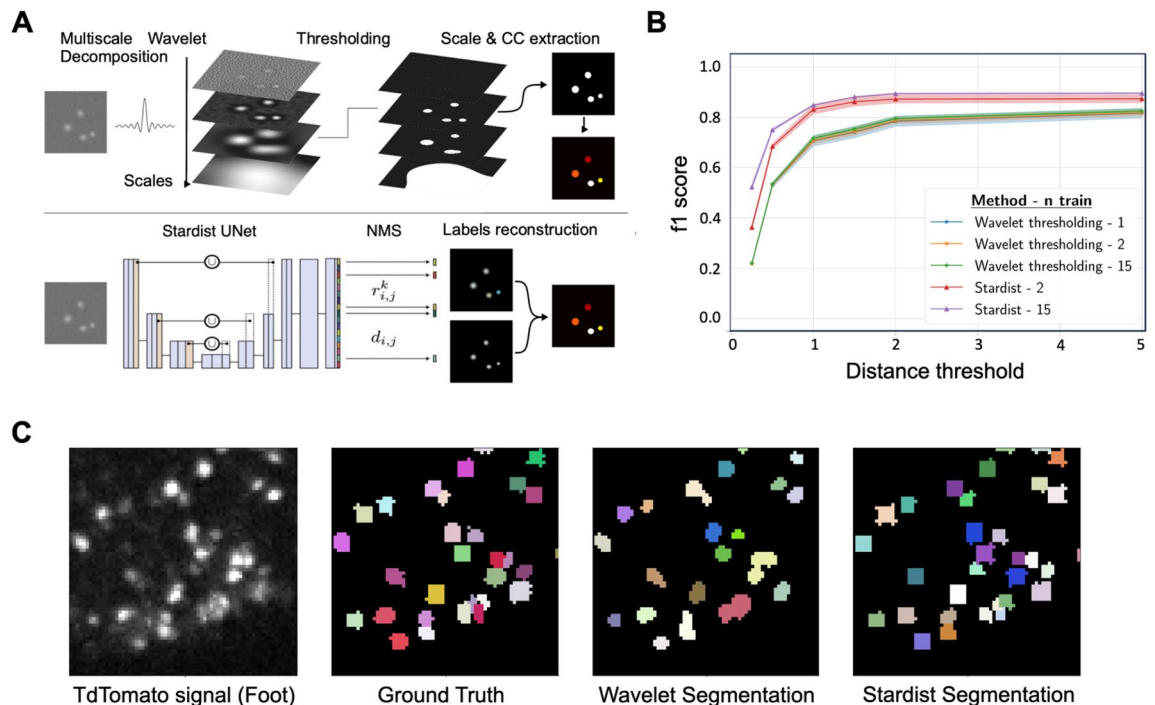 A
Multiscale Wavelet
Decomposition
Thresholding
Scale & CC extraction
Scales
Stardist UNet
NMS
Labels reconstruction
r^k_{i,j}
d_{i,j}
B
1.0
0.8
0.6
0.4
0.2
0.0
f1 score
0 1 2 3 4 5
Distance threshold
Method - n train
Wavelet thresholding - 1
Wavelet thresholding - 2
Wavelet thresholding - 15
Stardist - 2
Stardist - 15
C
TdTomato signal (Foot)
Ground Truth
Wavelet Segmentation
Stardist Segmentation